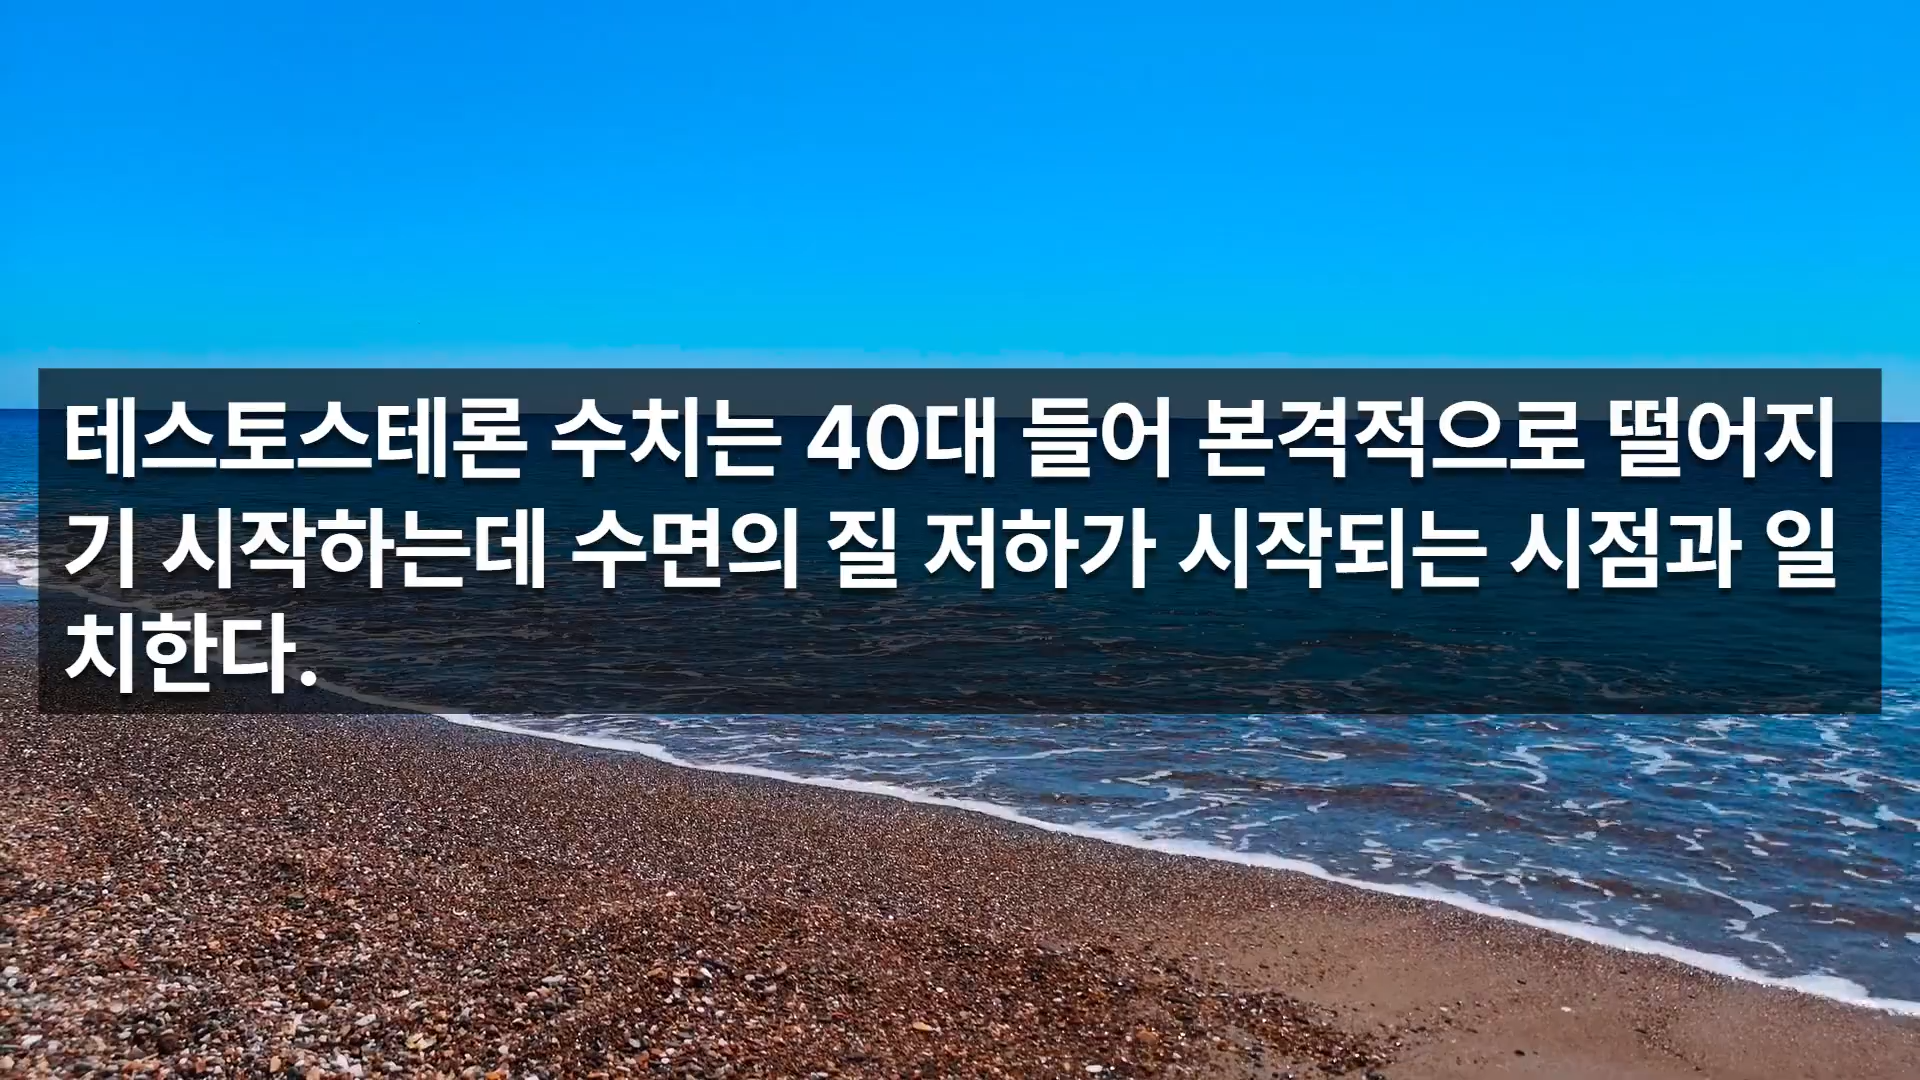 테스토스테론 수치는 40대 들어 본격적으로 떨어지
기 시작하는데 수면의 질 저하가 시작되는 시점과 일
치한다.